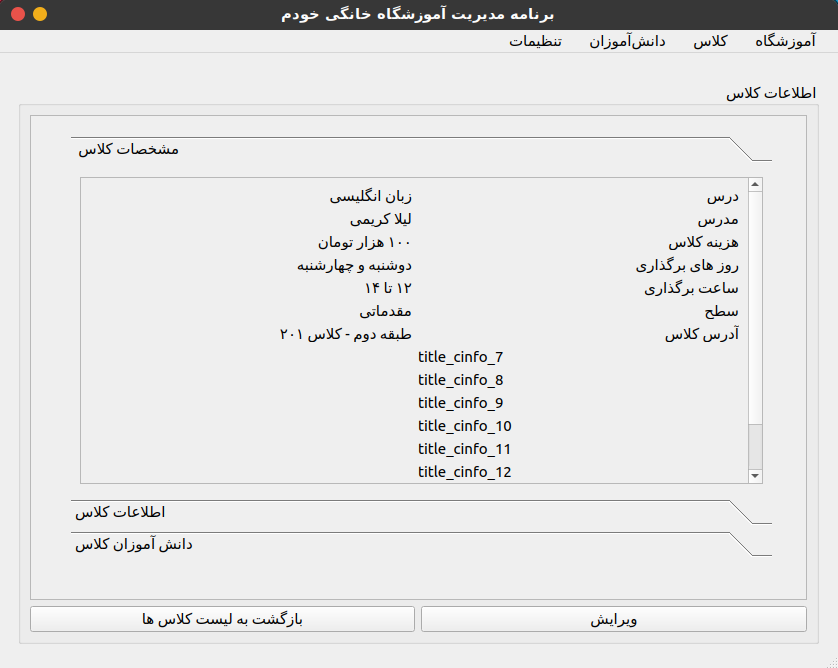 برنامه مدیریت آموزشگاه خانگی خودم
آموزشگاه کلاس دانش‌آموزان تنظیمات
اطلاعات کلاس
مشخصات کلاس
درس زبان انگلیسی
مدرس لیلا کریمی
هزینه کلاس ۱۰۰ هزار تومان
روز های برگذاری دوشنبه و چهارشنبه
ساعت برگذاری ۱۲ تا ۱۴
سطح مقدماتی
آدرس کلاس طبقه دوم - کلاس ۲۰۱
title_cinfo_7
title_cinfo_8
title_cinfo_9
title_cinfo_10
title_cinfo_11
title_cinfo_12
اطلاعات کلاس
دانش آموزان کلاس
ویرایش بازگشت به لیست کلاس ها